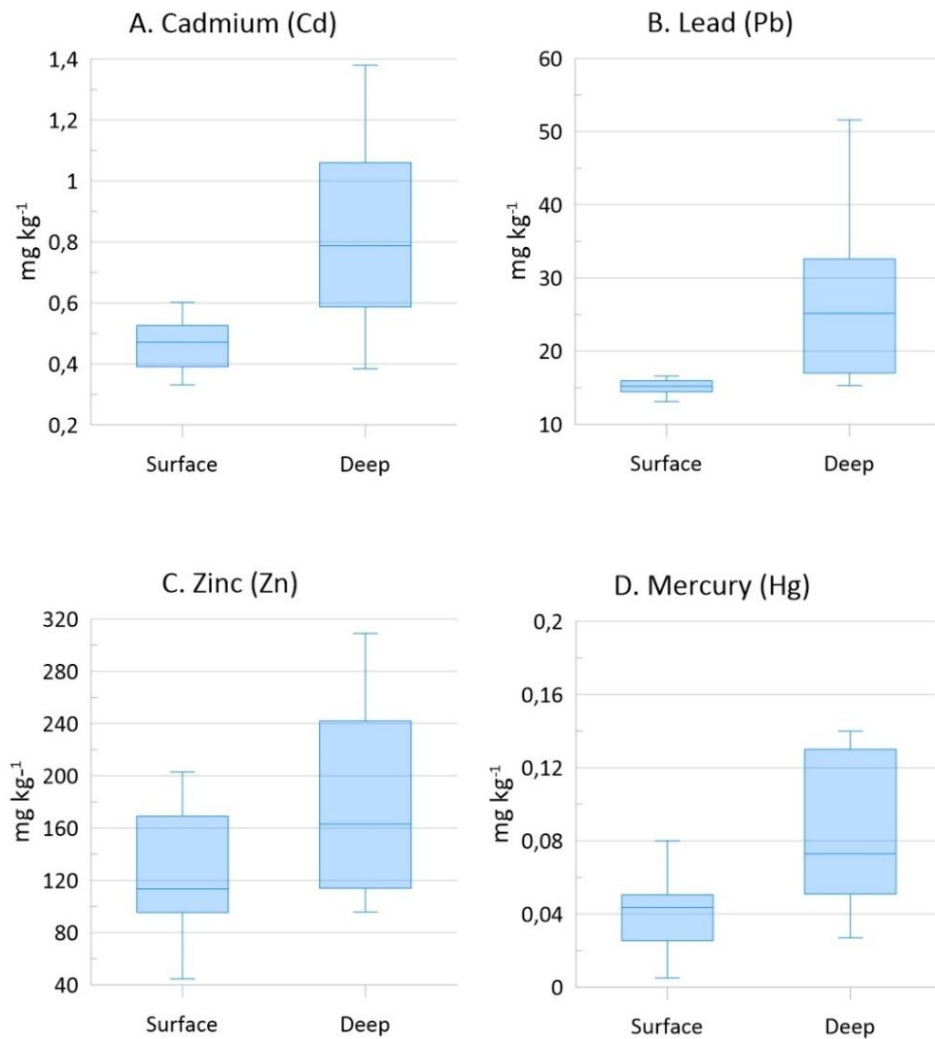 A. Cadmium (Cd)
1,4
1,2
1
0,8
0,6
0,4
0,2
mg kg⁻¹
Surface Deep
B. Lead (Pb)
60
50
40
30
20
10
mg kg⁻¹
Surface Deep
C. Zinc (Zn)
320
280
240
200
160
120
80
40
mg kg⁻¹
Surface Deep
D. Mercury (Hg)
0,2
0,16
0,12
0,08
0,04
0
mg kg⁻¹
Surface Deep